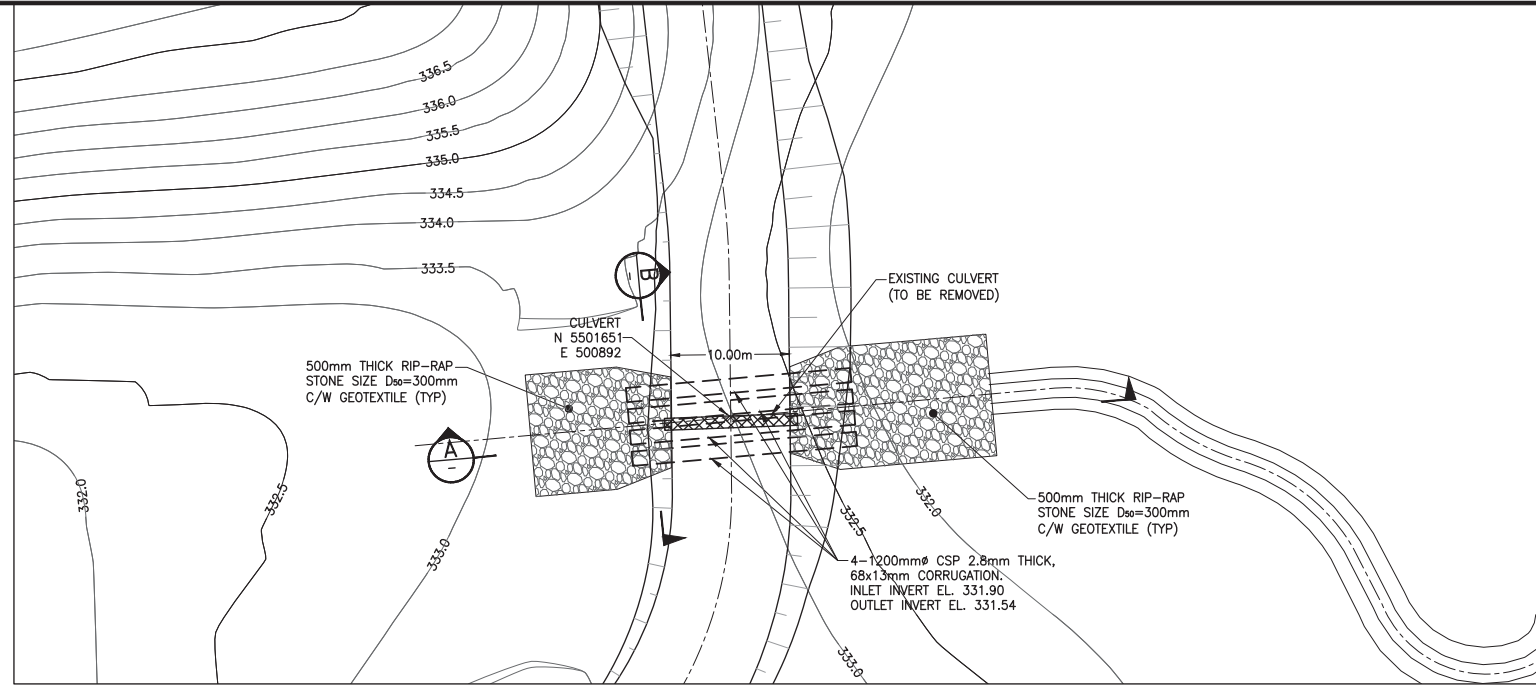 336.5
336.0
335.5
335.0
334.5
334.0
333.5
B
-
EXISTING CULVERT
(TO BE REMOVED)
CULVERT
N 5501651
E 500892
10.00m
500mm THICK RIP-RAP
STONE SIZE D50=300mm
C/W GEOTEXTILE (TYP)
A
-
332.0
332.5
333.0
332.5
332.0
500mm THICK RIP-RAP
STONE SIZE D50=300mm
C/W GEOTEXTILE (TYP)
4-1200mmø CSP 2.8mm THICK,
68x13mm CORRUGATION.
INLET INVERT EL. 331.90
OUTLET INVERT EL. 331.54
333.0